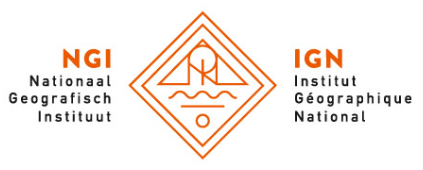 NGI
Nationaal
Geografisch
Instituut
IGN
Institut
Géographique
National